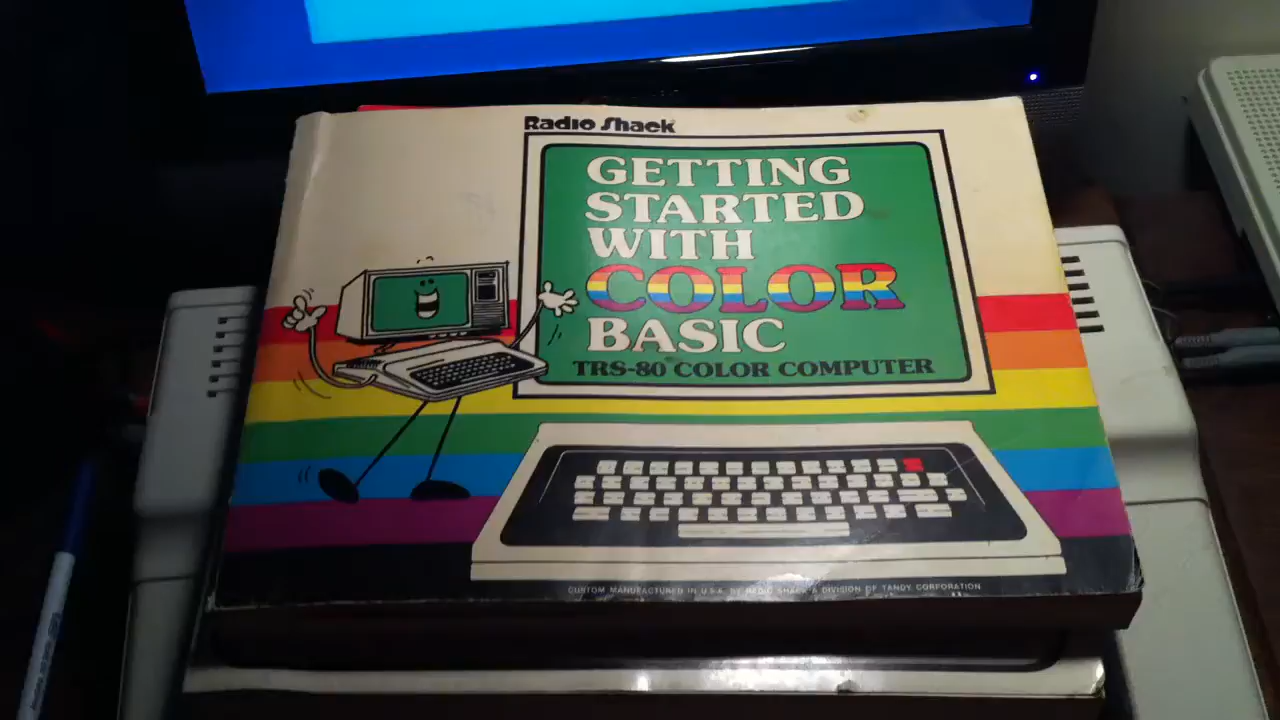 Radio Shack
GETTING
STARTED
WITH
COLOR
BASIC
TRS-80 COLOR COMPUTER
CUSTOM MANUFACTURED IN U.S.A. BY RADIO SHACK A DIVISION OF TANDY CORPORATION